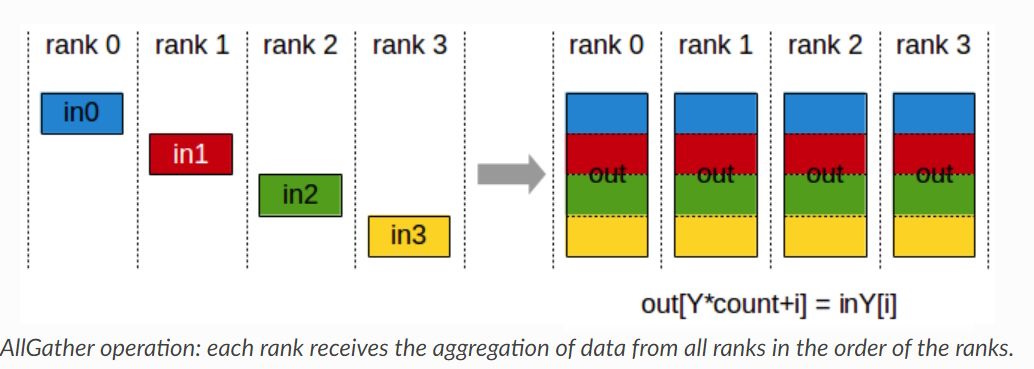 rank 0 rank 1 rank 2 rank 3 rank 0 rank 1 rank 2 rank 3
in0
in1
out out out out
in2
in3
out[Y*count+i] = inY[i]
AllGather operation: each rank receives the aggregation of data from all ranks in the order of the ranks.